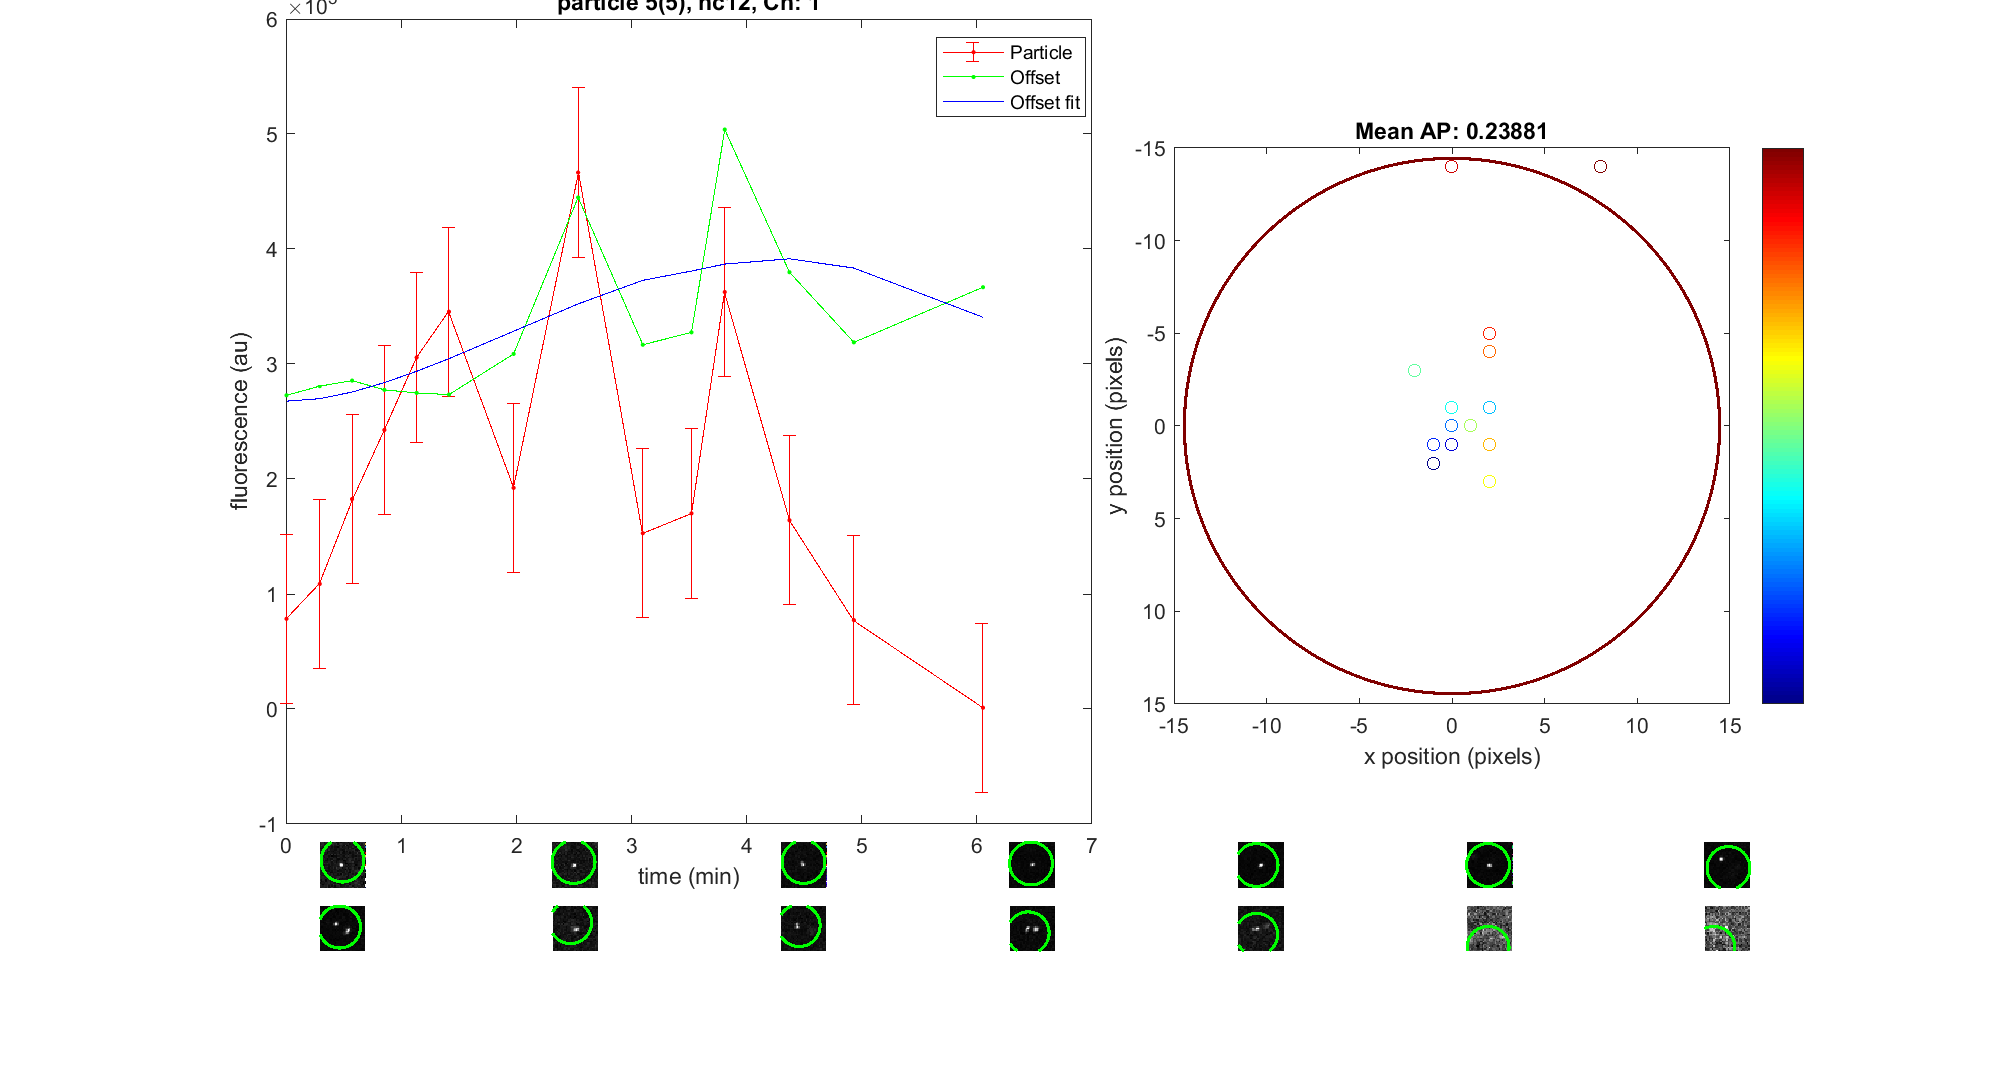 particle 5(5), nc12, Ch: 1
6
5
4
3
2
1
0
-1
fluorescence (au)
0 1 2 3 4 5 6 7
time (min)
Particle
Offset
Offset fit
Mean AP: 0.23881
-15
-10
-5
0
5
10
15
y position (pixels)
-15 -10 -5 0 5 10 15
x position (pixels)